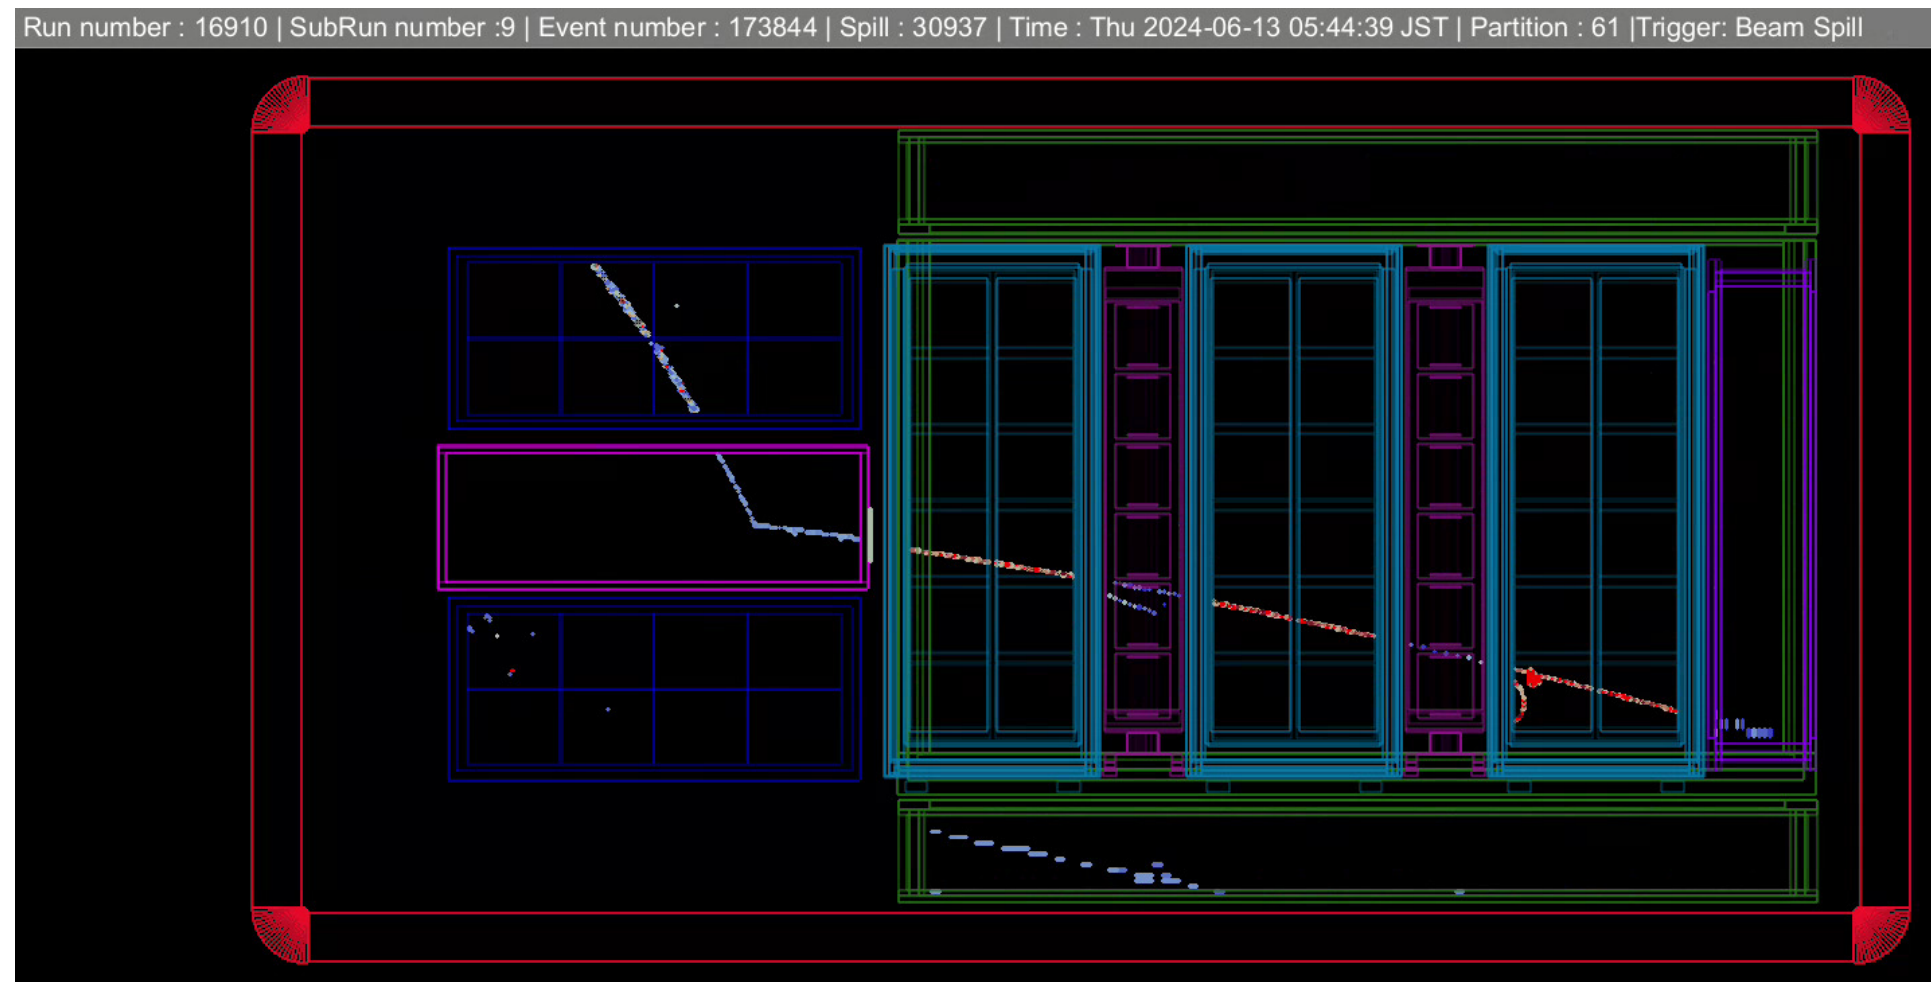 Run number : 16910 | SubRun number :9 | Event number : 173844 | Spill : 30937 | Time : Thu 2024-06-13 05:44:39 JST | Partition : 61 |Trigger: Beam Spill